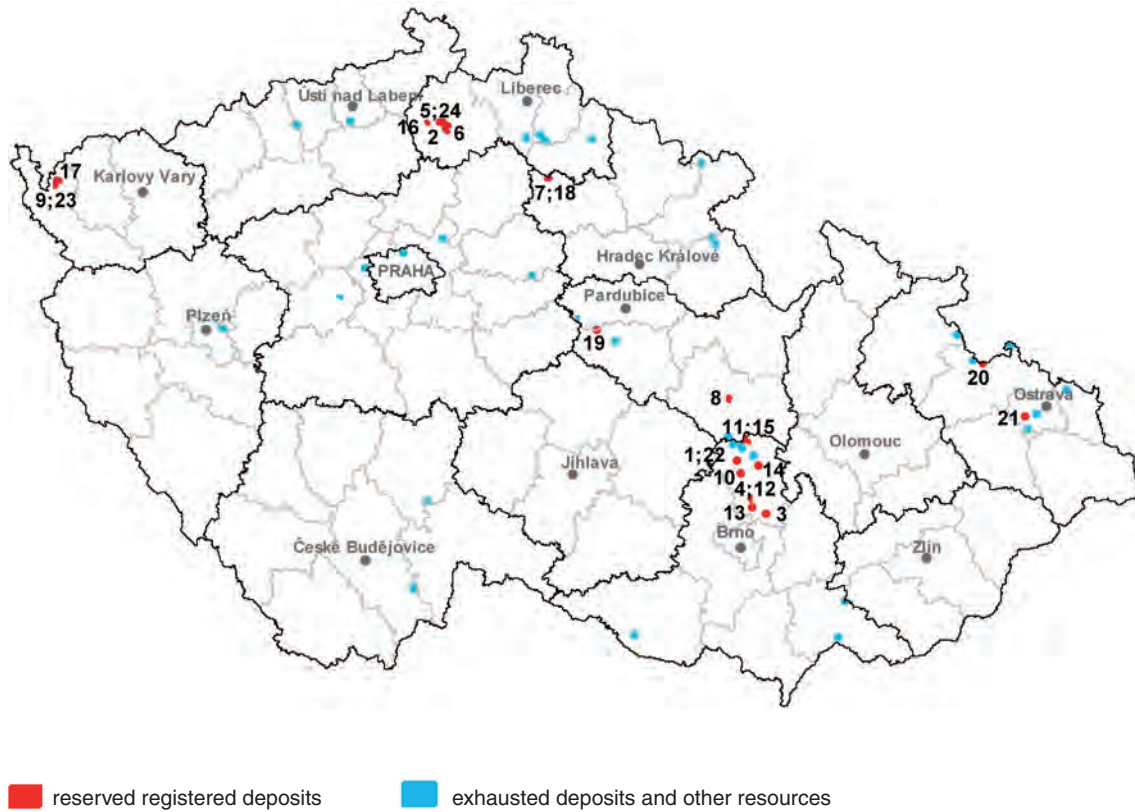 Liberec
Ústí nad Labem
5;24
16
2
6
17
Karlovy Vary
9;23
7;18
Hradec Králové
PRAHA
Pardubice
Plzeň
19
20
8
Ostrava
21
11;15
Olomouc
1;22
Jihlava
14
10
4;12
13
3
Brno
České Budějovice
Zlín
reserved registered deposits
exhausted deposits and other resources